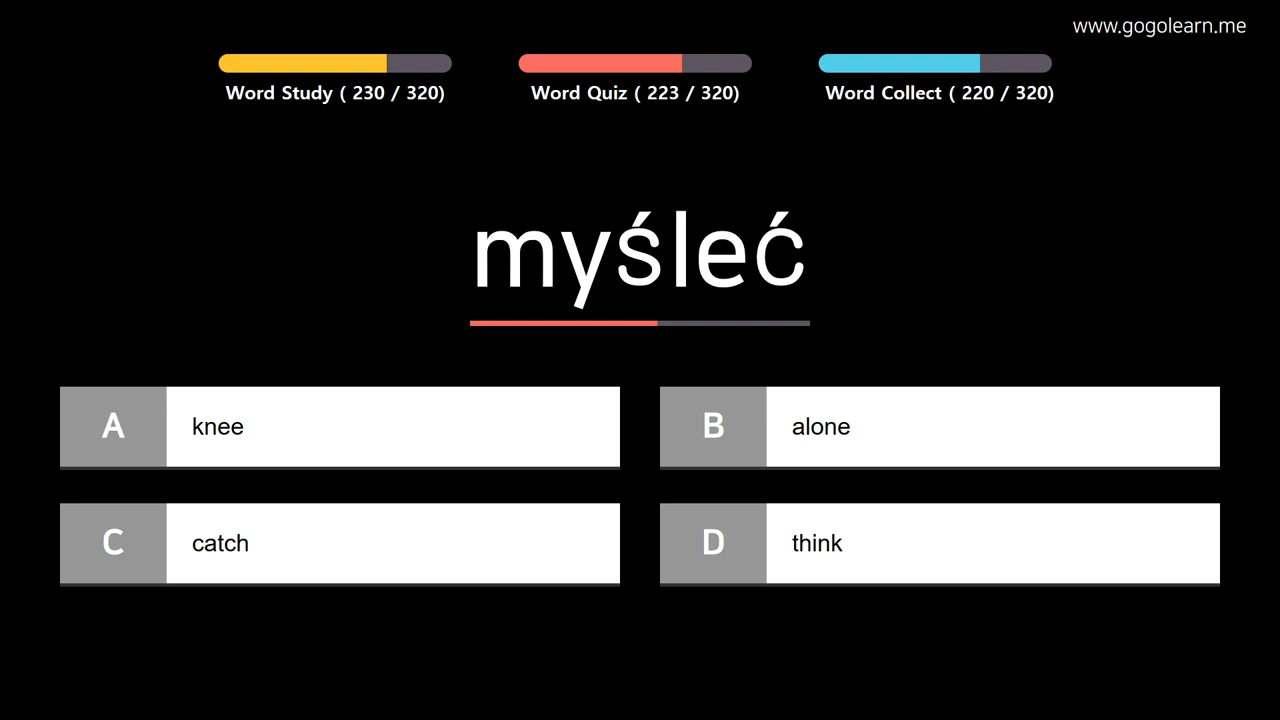 www.gogolearn.me
Word Study ( 230 / 320)
Word Quiz ( 223 / 320)
Word Collect ( 220 / 320)
myśleć
A knee
B alone
C catch
D think